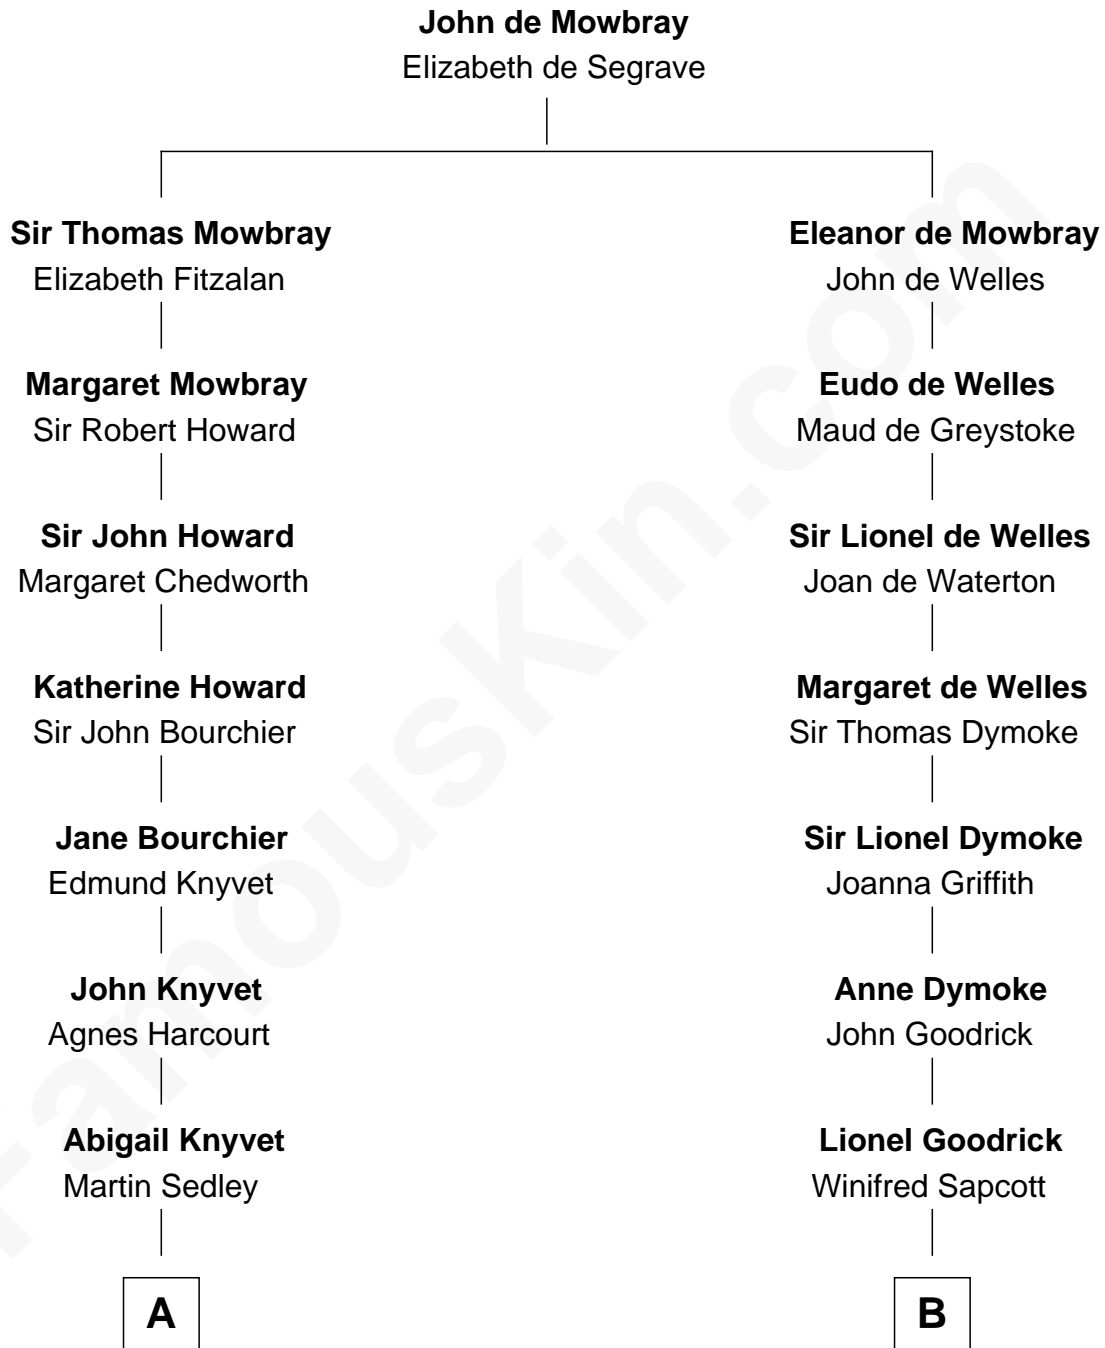 John de Mowbray
Elizabeth de Segrave
Sir Thomas Mowbray
Elizabeth Fitzalan
Eleanor de Mowbray
John de Welles
Margaret Mowbray
Sir Robert Howard
Eudo de Welles
Maud de Greystoke
Sir John Howard
Margaret Chedworth
Sir Lionel de Welles
Joan de Waterton
Katherine Howard
Sir John Bourchier
Margaret de Welles
Sir Thomas Dymoke
Jane Bourchier
Edmund Knyvet
Sir Lionel Dymoke
Joanna Griffith
John Knyvet
Agnes Harcourt
Anne Dymoke
John Goodrick
Abigail Knyvet
Martin Sedley
Lionel Goodrick
Winifred Sapcott
A
B
FamousKin.com